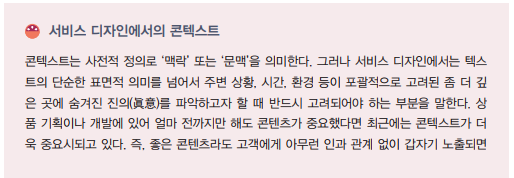 서비스 디자인에서의 콘텍스트
콘텍스트는 사전적 정의로 ‘맥락’ 또는 ‘문맥’을 의미한다. 그러나 서비스 디자인에서는 텍스
트의 단순한 표면적 의미를 넘어서 주변 상황, 시간, 환경 등이 포괄적으로 고려된 좀 더 깊
은 곳에 숨겨진 진의(眞意)를 파악하고자 할 때 반드시 고려되어야 하는 부분을 말한다. 상
품 기획이나 개발에 있어 얼마 전까지만 해도 콘텐츠가 중요했다면 최근에는 콘텍스트가 더
욱 중요시되고 있다. 즉, 좋은 콘텐츠라도 고객에게 아무런 인과 관계 없이 갑자기 노출되면